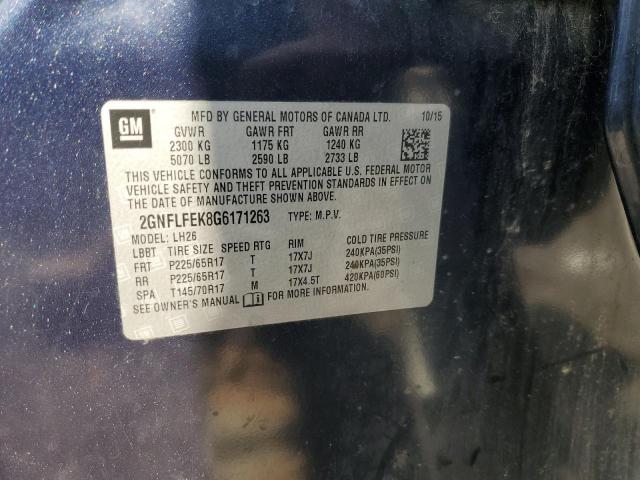 GM
MFD BY GENERAL MOTORS OF CANADA LTD. 10/15
GVWR GAWR FRT GAWR RR
2300 KG 1175 KG 1240 KG
5070 LB 2590 LB 2733 LB
THIS VEHICLE CONFORMS TO ALL APPLICABLE U.S. FEDERAL MOTOR
VEHICLE SAFETY AND THEFT PREVENTION STANDARDS IN EFFECT ON
THE DATE OF MANUFACTURE SHOWN ABOVE.
2GNFLFEK8G6171263 TYPE: M.P.V.
MODEL: LH26
LBBT TIRE SIZE SPEED RTG RIM COLD TIRE PRESSURE
FRT P225/65R17 T 17X7J 240KPA(35PSI)
RR P225/65R17 T 17X7J 240KPA(35PSI)
SPA T145/70R17 M 17X4.5T 420KPA(60PSI)
SEE OWNER'S MANUAL FOR MORE INFORMATION.